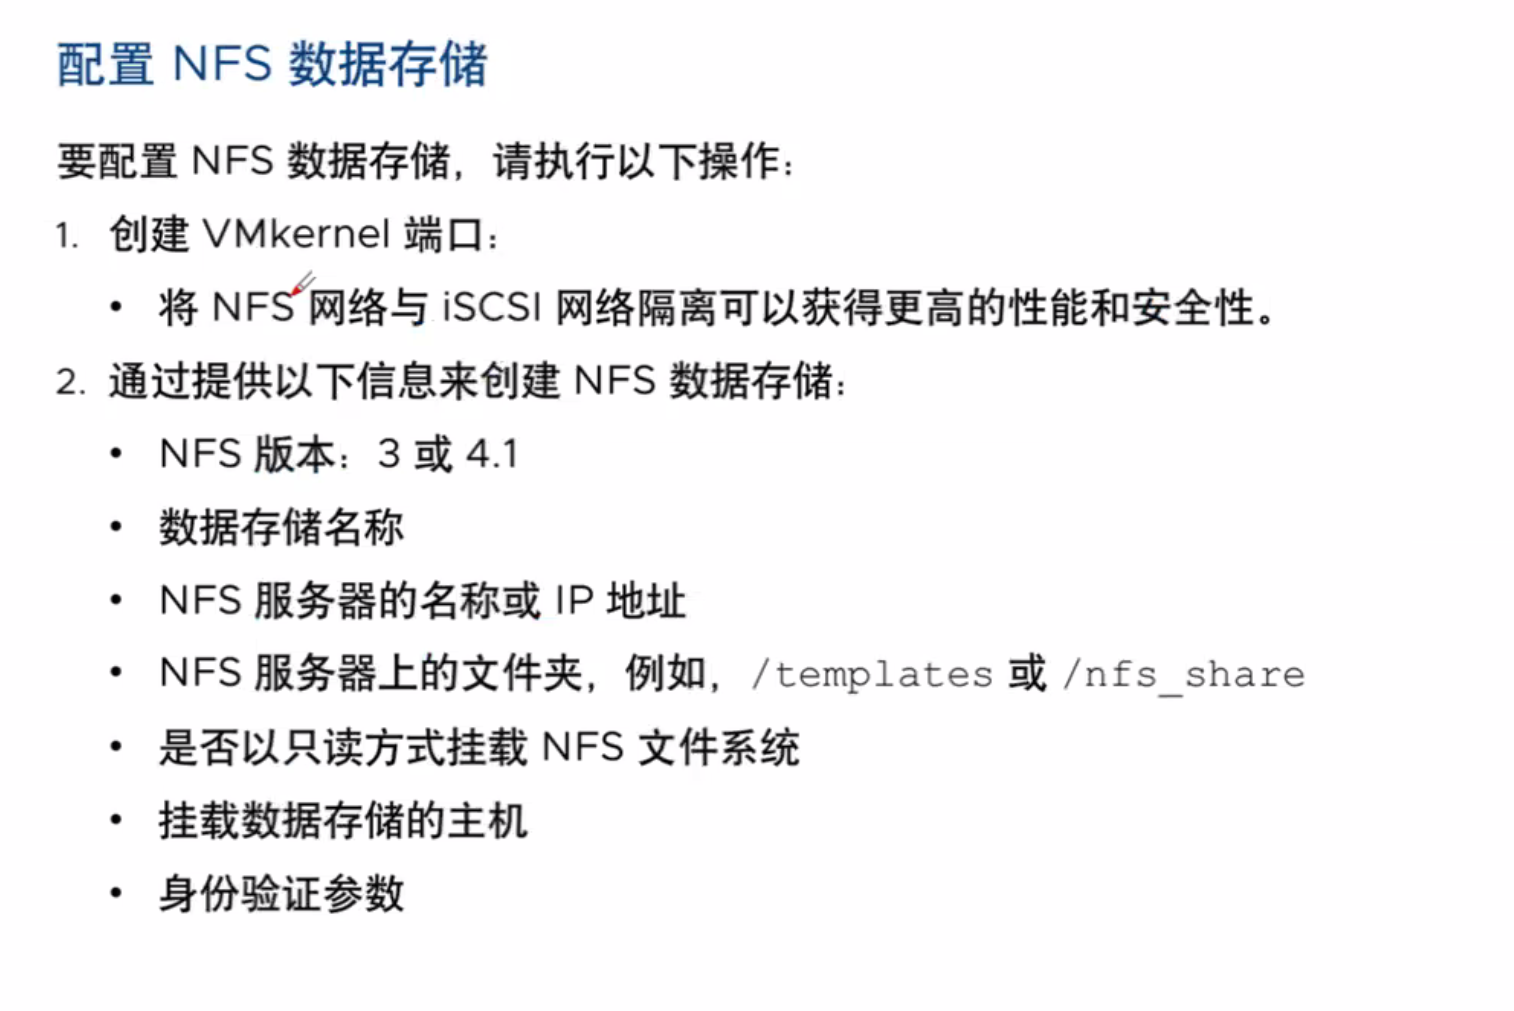 配置 NFS 数据存储
要配置 NFS 数据存储，请执行以下操作：
1. 创建 VMkernel 端口：
• 将 NFS 网络与 iSCSI 网络隔离可以获得更高的性能和安全性。
2. 通过提供以下信息来创建 NFS 数据存储：
• NFS 版本：3 或 4.1
• 数据存储名称
• NFS 服务器的名称或 IP 地址
• NFS 服务器上的文件夹，例如，/templates 或 /nfs_share
• 是否以只读方式挂载 NFS 文件系统
• 挂载数据存储的主机
• 身份验证参数